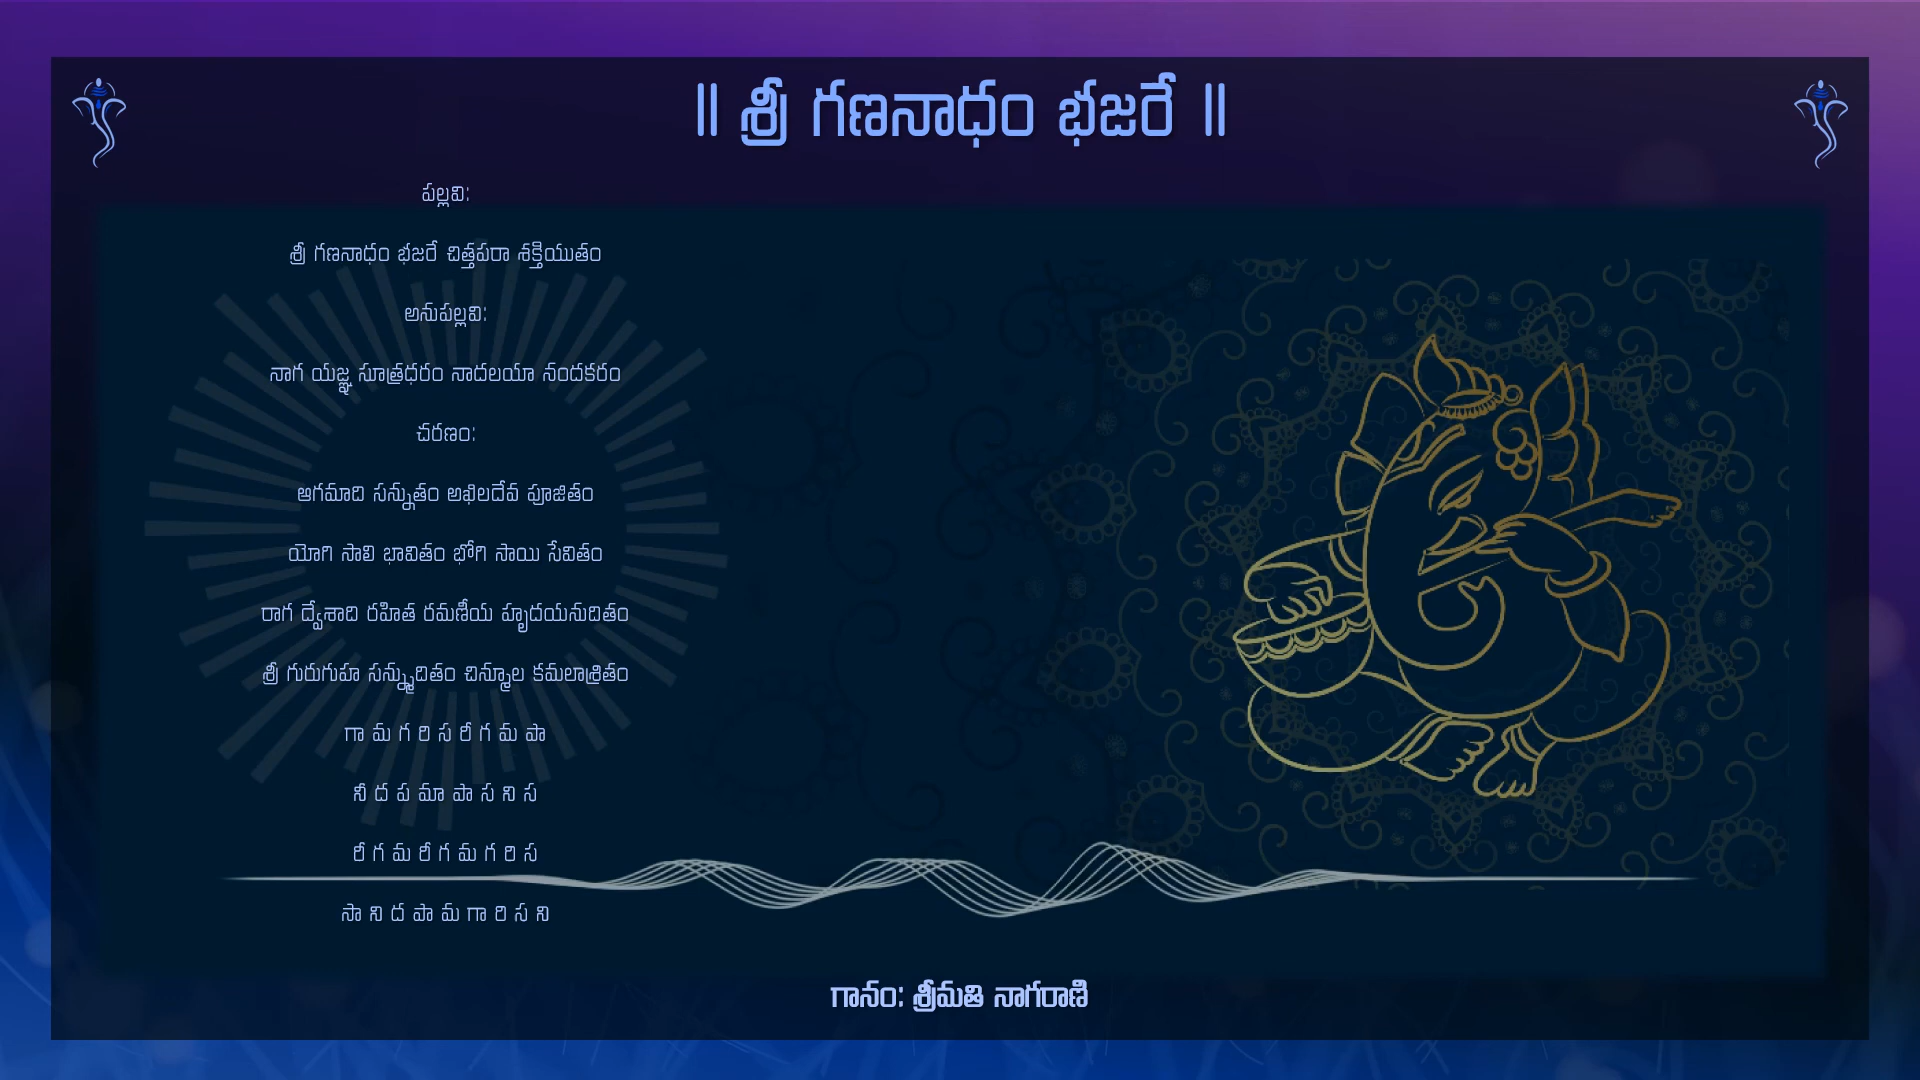 ॥ శ్రీ గణనాధం భజరే ॥
పల్లవి:
శ్రీ గణనాధం భజరే చిత్తపరా శక్తియుతం
అనుపల్లవి:
నాగ యజ్ఞ సూత్రధరం నాదలయా నందకరం
చరణం:
ఆగమాది సన్నుతం అఖిలదేవ పూజితం
యోగి సాలి భావితం భోగి సాయి సేవితం
రాగ ద్వేశాది రహిత రమణీయ హృదయనుదితం
శ్రీ గురుగుహ సన్ముదితం చిన్మూల కమలాశ్రితం
గా మ గ రి స రీ గ మ పా
నీ ద ప మా పా స ని స
రీ గ మ రీ గ మ గ రి స
సా ని ద పా మ గా రి స ని
గానం: శ్రీమతి నాగరాణి